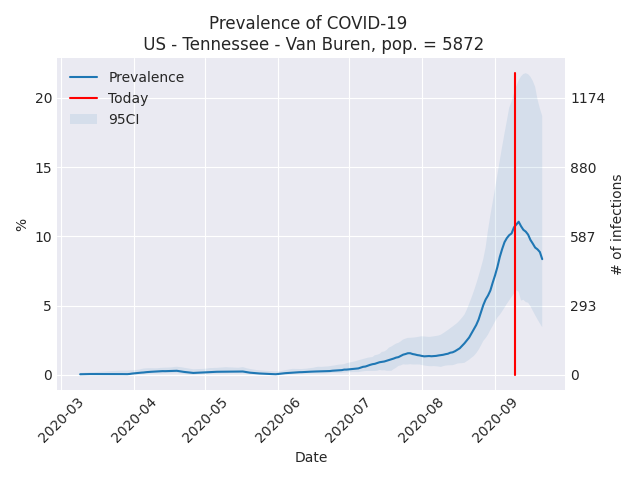 Prevalence of COVID-19
US - Tennessee - Van Buren, pop. = 5872
Prevalence
Today
95CI
20
15
10
5
0
%
1174
880
587
293
0
# of infections
2020-03
2020-04
2020-05
2020-06
2020-07
2020-08
2020-09
Date